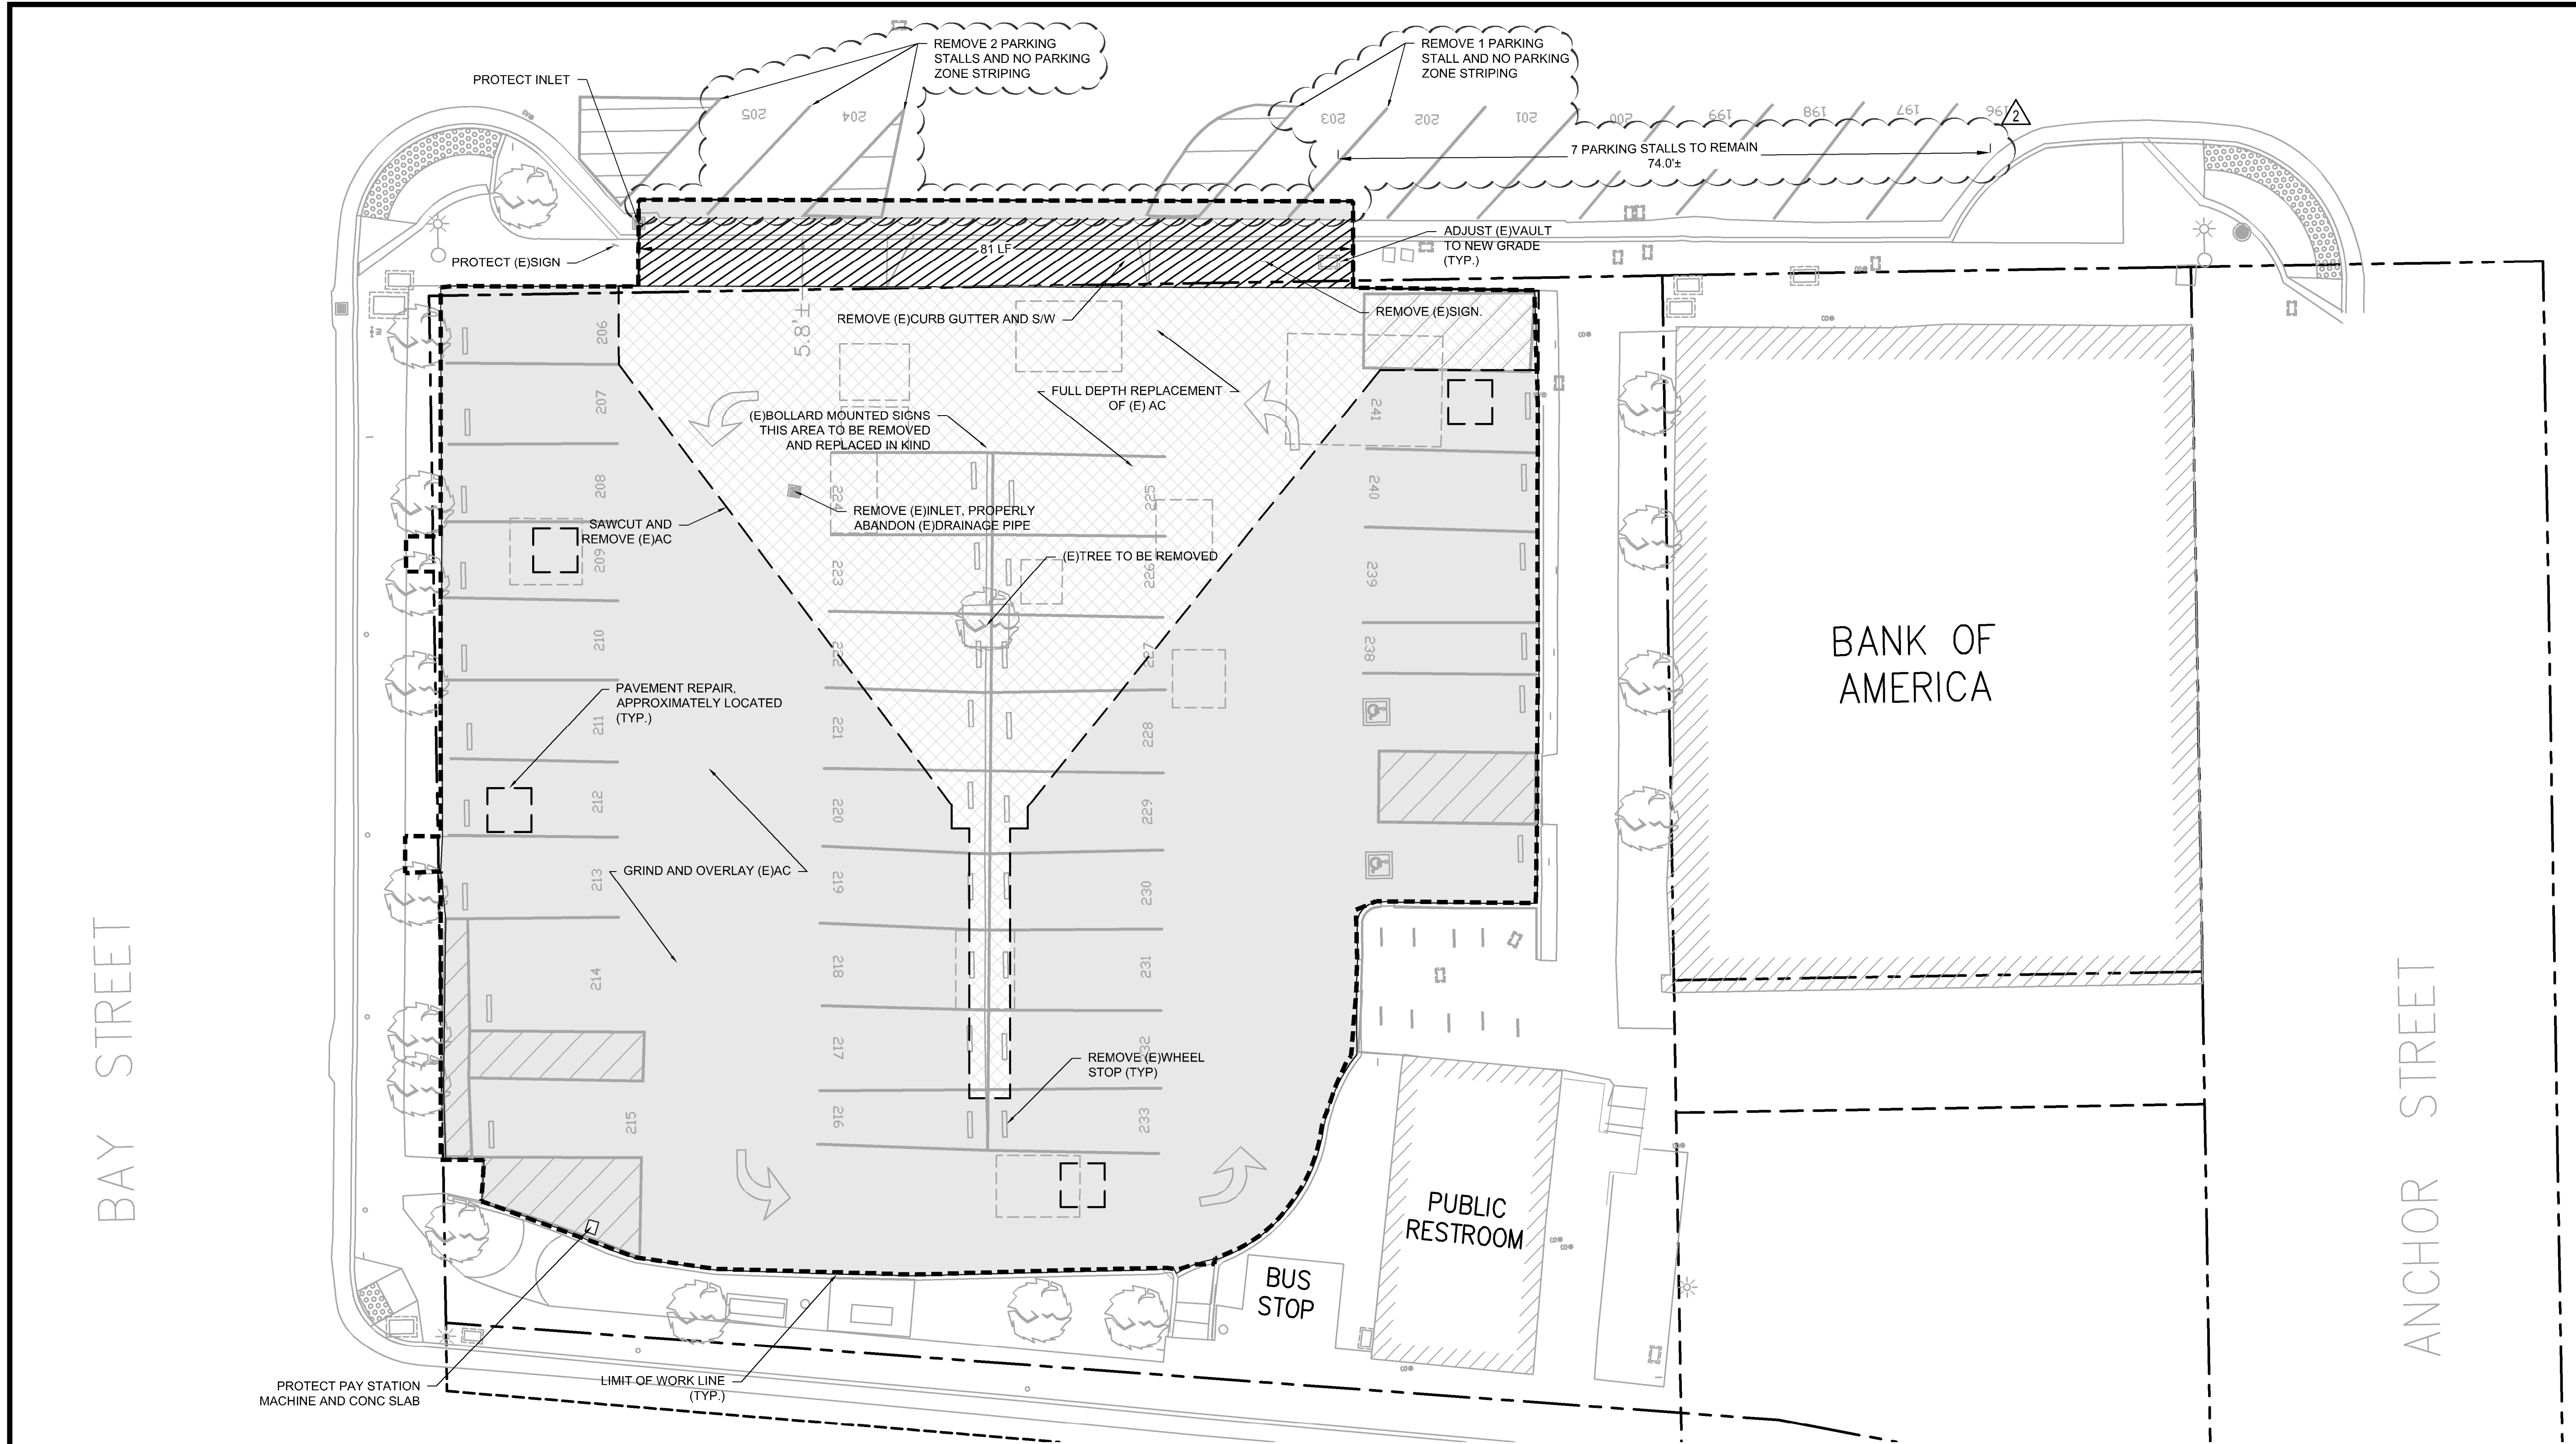 REMOVE 2 PARKING
STALLS AND NO PARKING
ZONE STRIPING
REMOVE 1 PARKING
STALL AND NO PARKING
ZONE STRIPING
PROTECT INLET
205
204
203
202
201
200
199
198
197
196
2
7 PARKING STALLS TO REMAIN
74.0'±
PROTECT (E)SIGN
81 LF
ADJUST (E)VAULT
TO NEW GRADE
(TYP.)
REMOVE (E)CURB GUTTER AND S/W
REMOVE (E)SIGN.
5.8'±
FULL DEPTH REPLACEMENT
OF (E) AC
(E)BOLLARD MOUNTED SIGNS
THIS AREA TO BE REMOVED
AND REPLACED IN KIND
REMOVE (E)INLET, PROPERLY
ABANDON (E)DRAINAGE PIPE
SAWCUT AND
REMOVE (E)AC
(E)TREE TO BE REMOVED
PAVEMENT REPAIR,
APPROXIMATELY LOCATED
(TYP.)
GRIND AND OVERLAY (E)AC
REMOVE (E)WHEEL
STOP (TYP)
206
207
208
209
210
211
212
213
214
215
224
223
222
221
220
219
218
217
216
225
226
227
228
229
230
231
232
233
241
240
239
238
BANK OF
AMERICA
PUBLIC
RESTROOM
BUS
STOP
BAY STREET
ANCHOR STREET
PROTECT PAY STATION
MACHINE AND CONC SLAB
LIMIT OF WORK LINE
(TYP.)